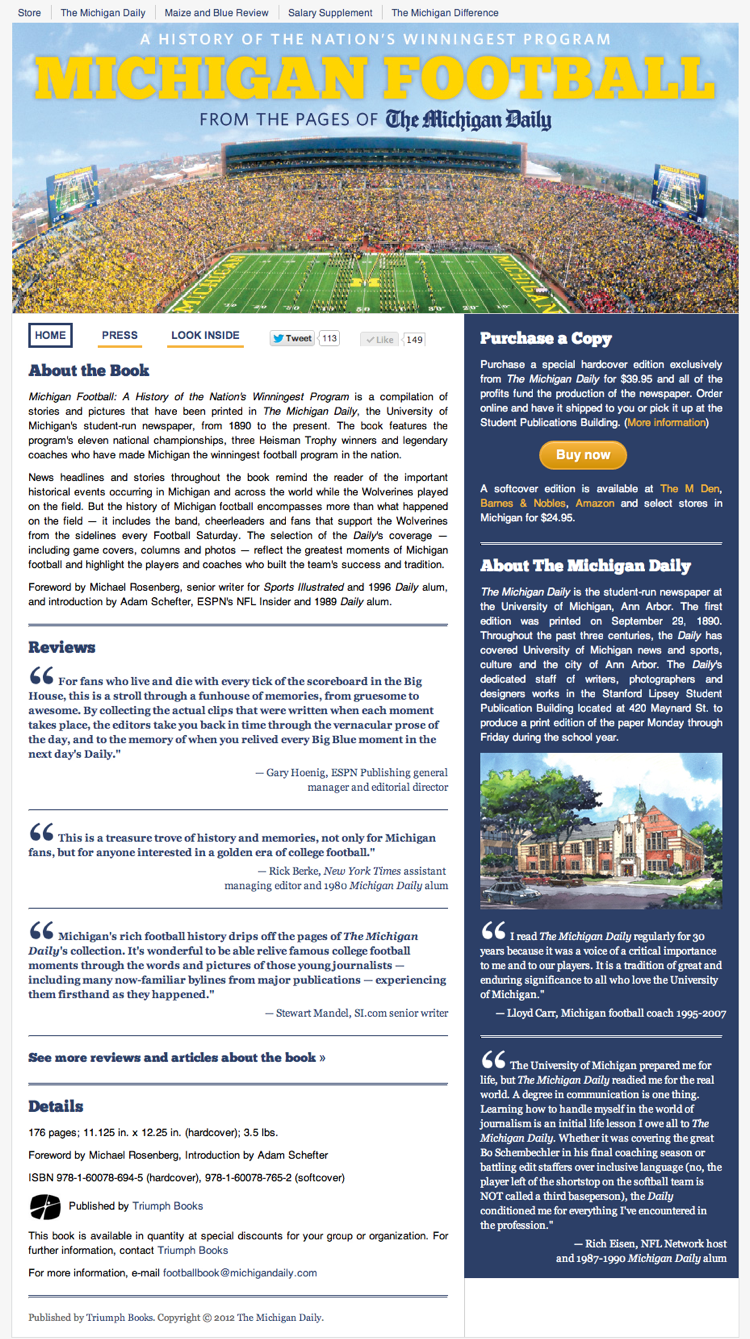 Store
The Michigan Daily
Maize and Blue Review
Salary Supplement
The Michigan Difference
A HISTORY OF THE NATION'S WINNINGEST PROGRAM
MICHIGAN FOOTBALL
FROM THE PAGES OF The Michigan Daily
MICHIGAN
MICHIGAN
M
HOME
PRESS
LOOK INSIDE
Tweet 113
Like 149
About the Book
Michigan Football: A History of the Nation's Winningest Program is a compilation of
stories and pictures that have been printed in The Michigan Daily, the University of
Michigan's student-run newspaper, from 1890 to the present. The book features the
program's eleven national championships, three Heisman Trophy winners and legendary
coaches who have made Michigan the winningest football program in the nation.
News headlines and stories throughout the book remind the reader of the important
historical events occurring in Michigan and across the world while the Wolverines played
on the field. But the history of Michigan football encompasses more than what happened
on the field — it includes the band, cheerleaders and fans that support the Wolverines
from the sidelines every Football Saturday. The selection of the Daily's coverage —
including game covers, columns and photos — reflect the greatest moments of Michigan
football and highlight the players and coaches who built the team's success and tradition.
Foreword by Michael Rosenberg, senior writer for Sports Illustrated and 1996 Daily alum,
and introduction by Adam Schefter, ESPN's NFL Insider and 1989 Daily alum.
Reviews
“ For fans who live and die with every tick of the scoreboard in the Big
House, this is a stroll through a funhouse of memories, from gruesome to
awesome. By collecting the actual clips that were written when each moment
takes place, the editors take you back in time through the vernacular prose of
the day, and to the memory of when you relived every Big Blue moment in the
next day's Daily."
— Gary Hoenig, ESPN Publishing general
manager and editorial director
“ This is a treasure trove of history and memories, not only for Michigan
fans, but for anyone interested in a golden era of college football."
— Rick Berke, New York Times assistant
managing editor and 1980 Michigan Daily alum
“ Michigan's rich football history drips off the pages of The Michigan
Daily's collection. It's wonderful to be able relive famous college football
moments through the words and pictures of those young journalists —
including many now-familiar bylines from major publications — experiencing
them firsthand as they happened."
— Stewart Mandel, SI.com senior writer
See more reviews and articles about the book »
Details
176 pages; 11.125 in. x 12.25 in. (hardcover); 3.5 lbs.
Foreword by Michael Rosenberg, Introduction by Adam Schefter
ISBN 978-1-60078-694-5 (hardcover), 978-1-60078-765-2 (softcover)
Published by Triumph Books
This book is available in quantity at special discounts for your group or organization. For
further information, contact Triumph Books
For more information, e-mail footballbook@michigandaily.com
Published by Triumph Books. Copyright © 2012 The Michigan Daily.
Purchase a Copy
Purchase a special hardcover edition exclusively
from The Michigan Daily for $39.95 and all of the
profits fund the production of the newspaper. Order
online and have it shipped to you or pick it up at the
Student Publications Building. (More information)
Buy now
A softcover edition is available at The M Den,
Barnes & Nobles, Amazon and select stores in
Michigan for $24.95.
About The Michigan Daily
The Michigan Daily is the student-run newspaper at
the University of Michigan, Ann Arbor. The first
edition was printed on September 29, 1890.
Throughout the past three centuries, the Daily has
covered University of Michigan news and sports,
culture and the city of Ann Arbor. The Daily's
dedicated staff of writers, photographers and
designers works in the Stanford Lipsey Student
Publication Building located at 420 Maynard St. to
produce a print edition of the paper Monday through
Friday during the school year.
“ I read The Michigan Daily regularly for 30
years because it was a voice of a critical importance
to me and to our players. It is a tradition of great and
enduring significance to all who love the University
of Michigan."
— Lloyd Carr, Michigan football coach 1995-2007
“ The University of Michigan prepared me for
life, but The Michigan Daily readied me for the real
world. A degree in communication is one thing.
Learning how to handle myself in the world of
journalism is an initial life lesson I owe all to The
Michigan Daily. Whether it was covering the great
Bo Schembechler in his final coaching season or
battling edit staffers over inclusive language (no, the
player left of the shortstop on the softball team is
NOT called a third baseperson), the Daily
conditioned me for everything I've encountered in
the profession."
— Rich Eisen, NFL Network host
and 1987-1990 Michigan Daily alum